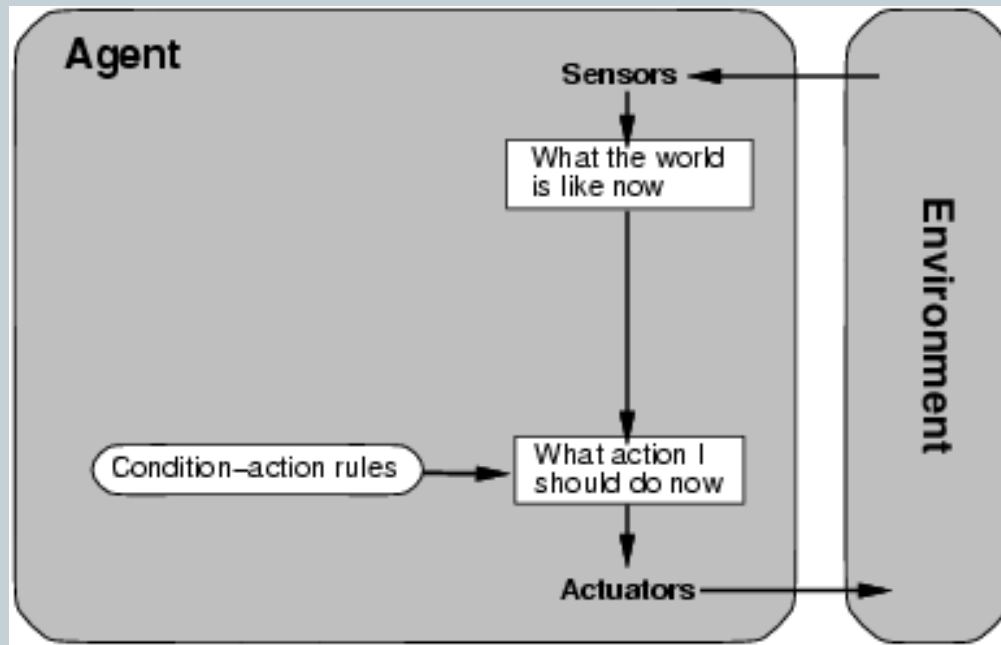 Agent
Sensors
What the world
is like now
Environment
Condition–action rules
What action I
should do now
Actuators